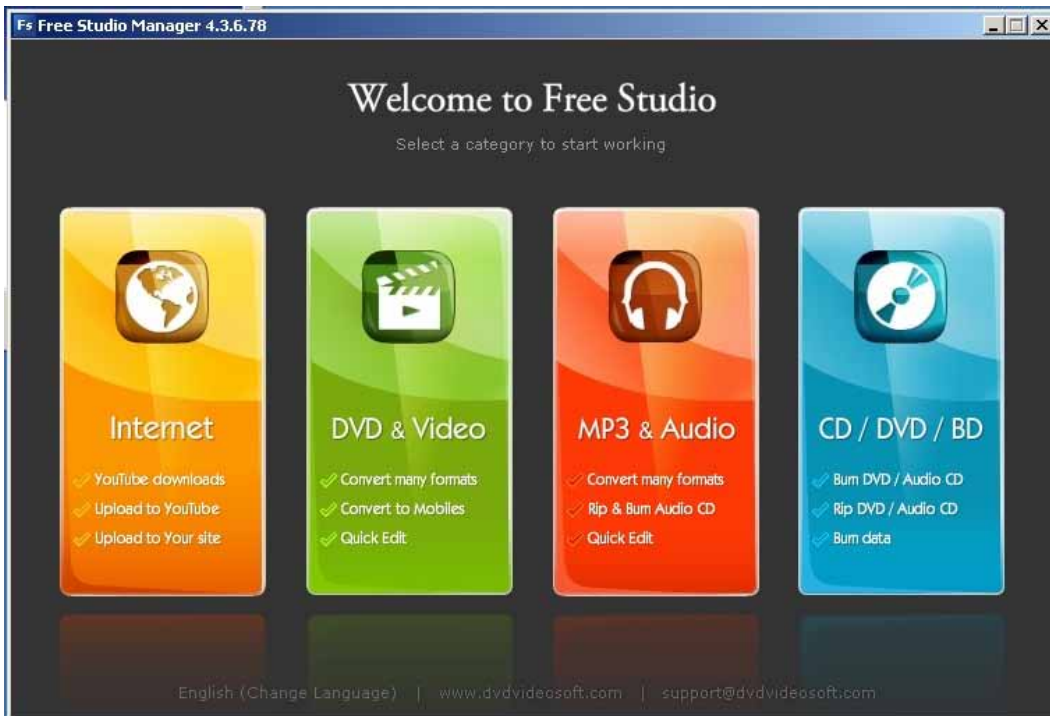 Fs Free Studio Manager 4.3.6.78
Welcome to Free Studio
Select a category to start working
Internet
YouTube downloads
Upload to YouTube
Upload to Your site
DVD & Video
Convert many formats
Convert to Mobiles
Quick Edit
MP3 & Audio
Convert many formats
Rip & Burn Audio CD
Quick Edit
CD / DVD / BD
Burn DVD / Audio CD
Rip DVD / Audio CD
Burn data
English (Change Language) | www.dvdvideosoft.com | support@dvdvideosoft.com